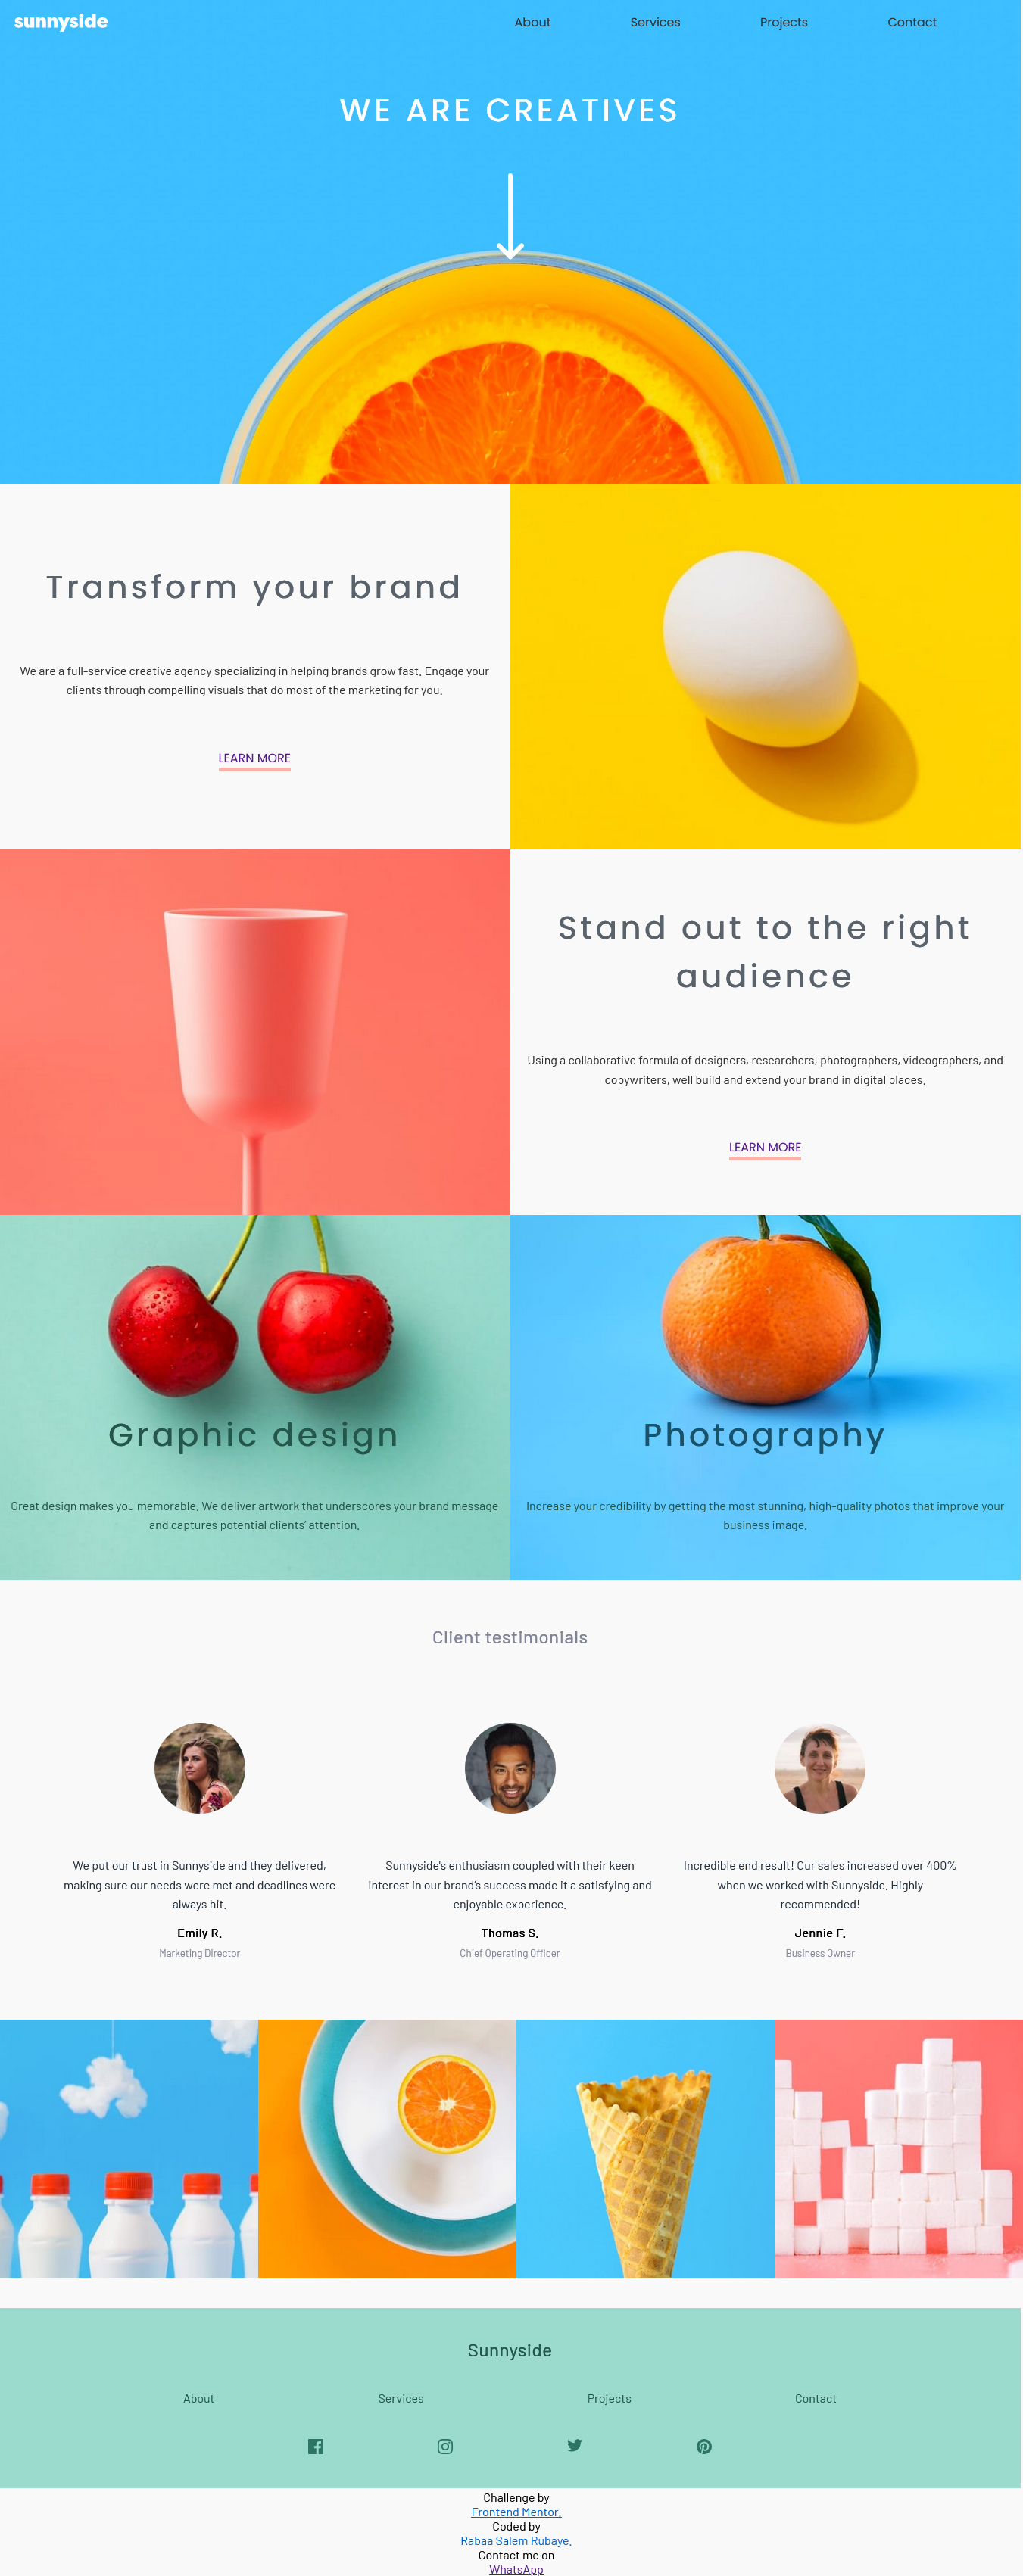 sunnyside
About Services Projects Contact
WE ARE CREATIVES
Transform your brand
We are a full-service creative agency specializing in helping brands grow fast. Engage your
clients through compelling visuals that do most of the marketing for you.
LEARN MORE
Stand out to the right
audience
Using a collaborative formula of designers, researchers, photographers, videographers, and
copywriters, well build and extend your brand in digital places.
LEARN MORE
Graphic design
Great design makes you memorable. We deliver artwork that underscores your brand message
and captures potential clients’ attention.
Photography
Increase your credibility by getting the most stunning, high-quality photos that improve your
business image.
Client testimonials
We put our trust in Sunnyside and they delivered,
making sure our needs were met and deadlines were
always hit.
Emily R.
Marketing Director
Sunnyside's enthusiasm coupled with their keen
interest in our brand’s success made it a satisfying and
enjoyable experience.
Thomas S.
Chief Operating Officer
Incredible end result! Our sales increased over 400%
when we worked with Sunnyside. Highly
recommended!
Jennie F.
Business Owner
Sunnyside
About Services Projects Contact
Challenge by
Frontend Mentor.
Coded by
Rabaa Salem Rubaye.
Contact me on
WhatsApp